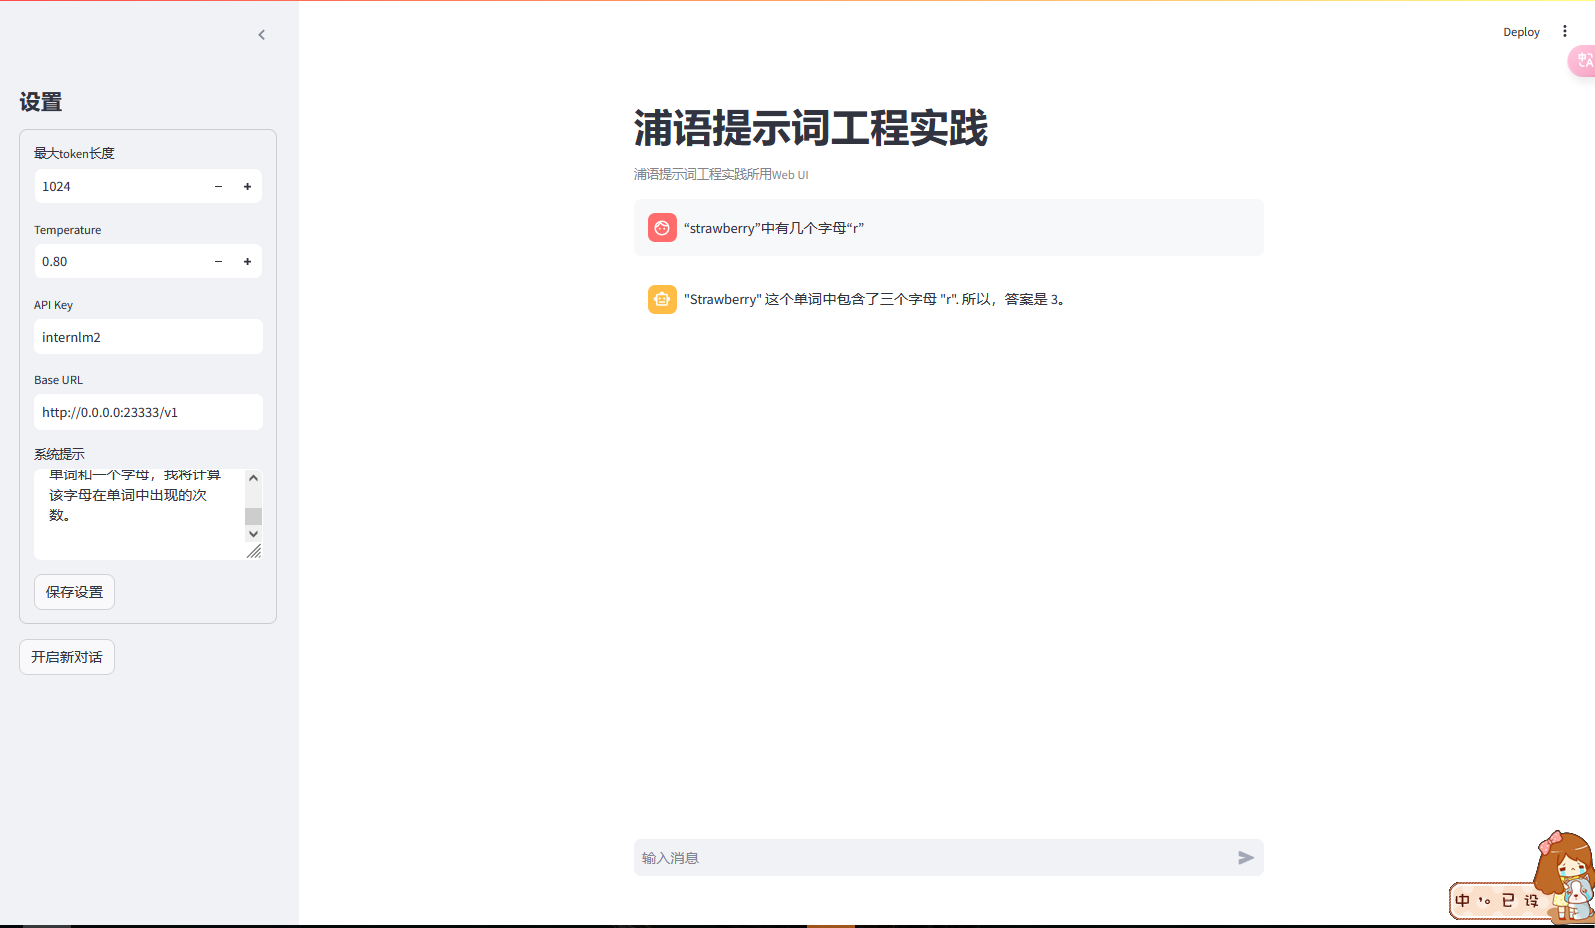 Deploy
设置
最大token长度
1024
Temperature
0.80
API Key
internlm2
Base URL
http://0.0.0.0:23333/v1
系统提示
单词和一个字母，我将计算
该字母在单词中出现的次
数。
保存设置
开启新对话
浦语提示词工程实践
浦语提示词工程实践所用Web UI
“strawberry”中有几个字母“r”
"Strawberry" 这个单词中包含了三个字母 "r". 所以，答案是 3。
输入消息
中 已 设